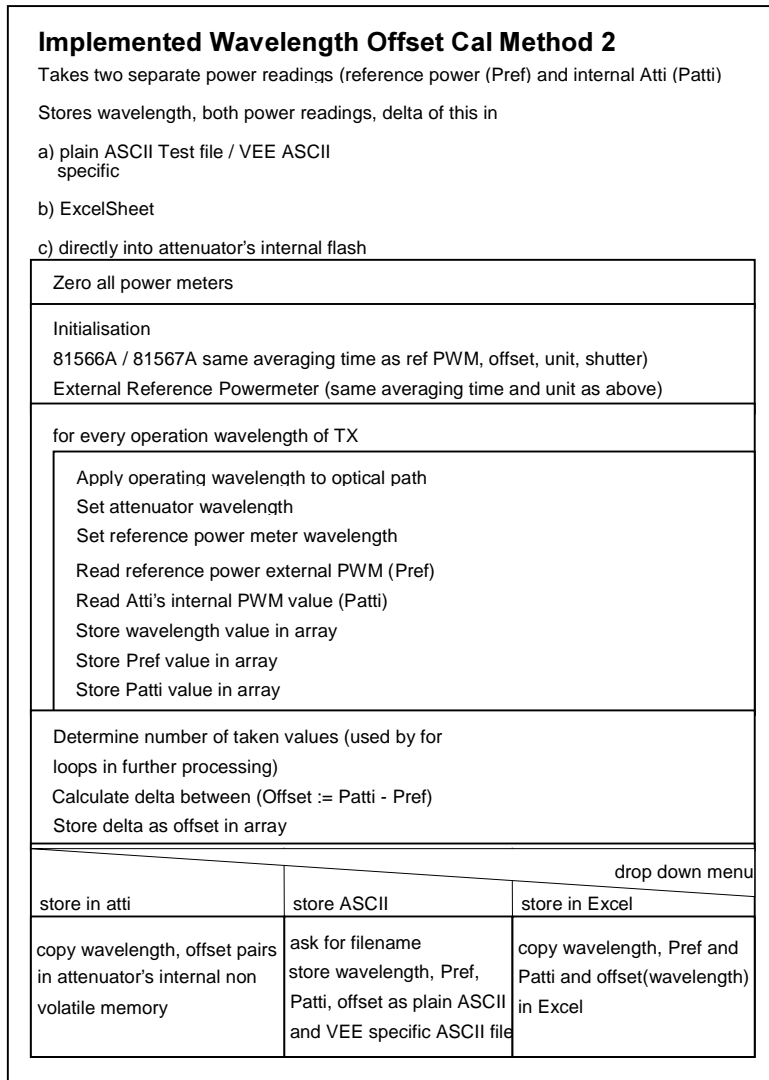 Implemented Wavelength Offset Cal Method 2
Takes two separate power readings (reference power (Pref) and internal Atti (Patti)
Stores wavelength, both power readings, delta of this in
a) plain ASCII Test file / VEE ASCII
specific
b) ExcelSheet
c) directly into attenuator's internal flash
Zero all power meters
Initialisation
81566A / 81567A same averaging time as ref PWM, offset, unit, shutter)
External Reference Powermeter (same averaging time and unit as above)
for every operation wavelength of TX
Apply operating wavelength to optical path
Set attenuator wavelength
Set reference power meter wavelength
Read reference power external PWM (Pref)
Read Atti's internal PWM value (Patti)
Store wavelength value in array
Store Pref value in array
Store Patti value in array
Determine number of taken values (used by for
loops in further processing)
Calculate delta between (Offset := Patti - Pref)
Store delta as offset in array
drop down menu
store in atti
store ASCII
store in Excel
copy wavelength, offset pairs
in attenuator's internal non
volatile memory
ask for filename
store wavelength, Pref,
Patti, offset as plain ASCII
and VEE specific ASCII file
copy wavelength, Pref and
Patti and offset(wavelength)
in Excel